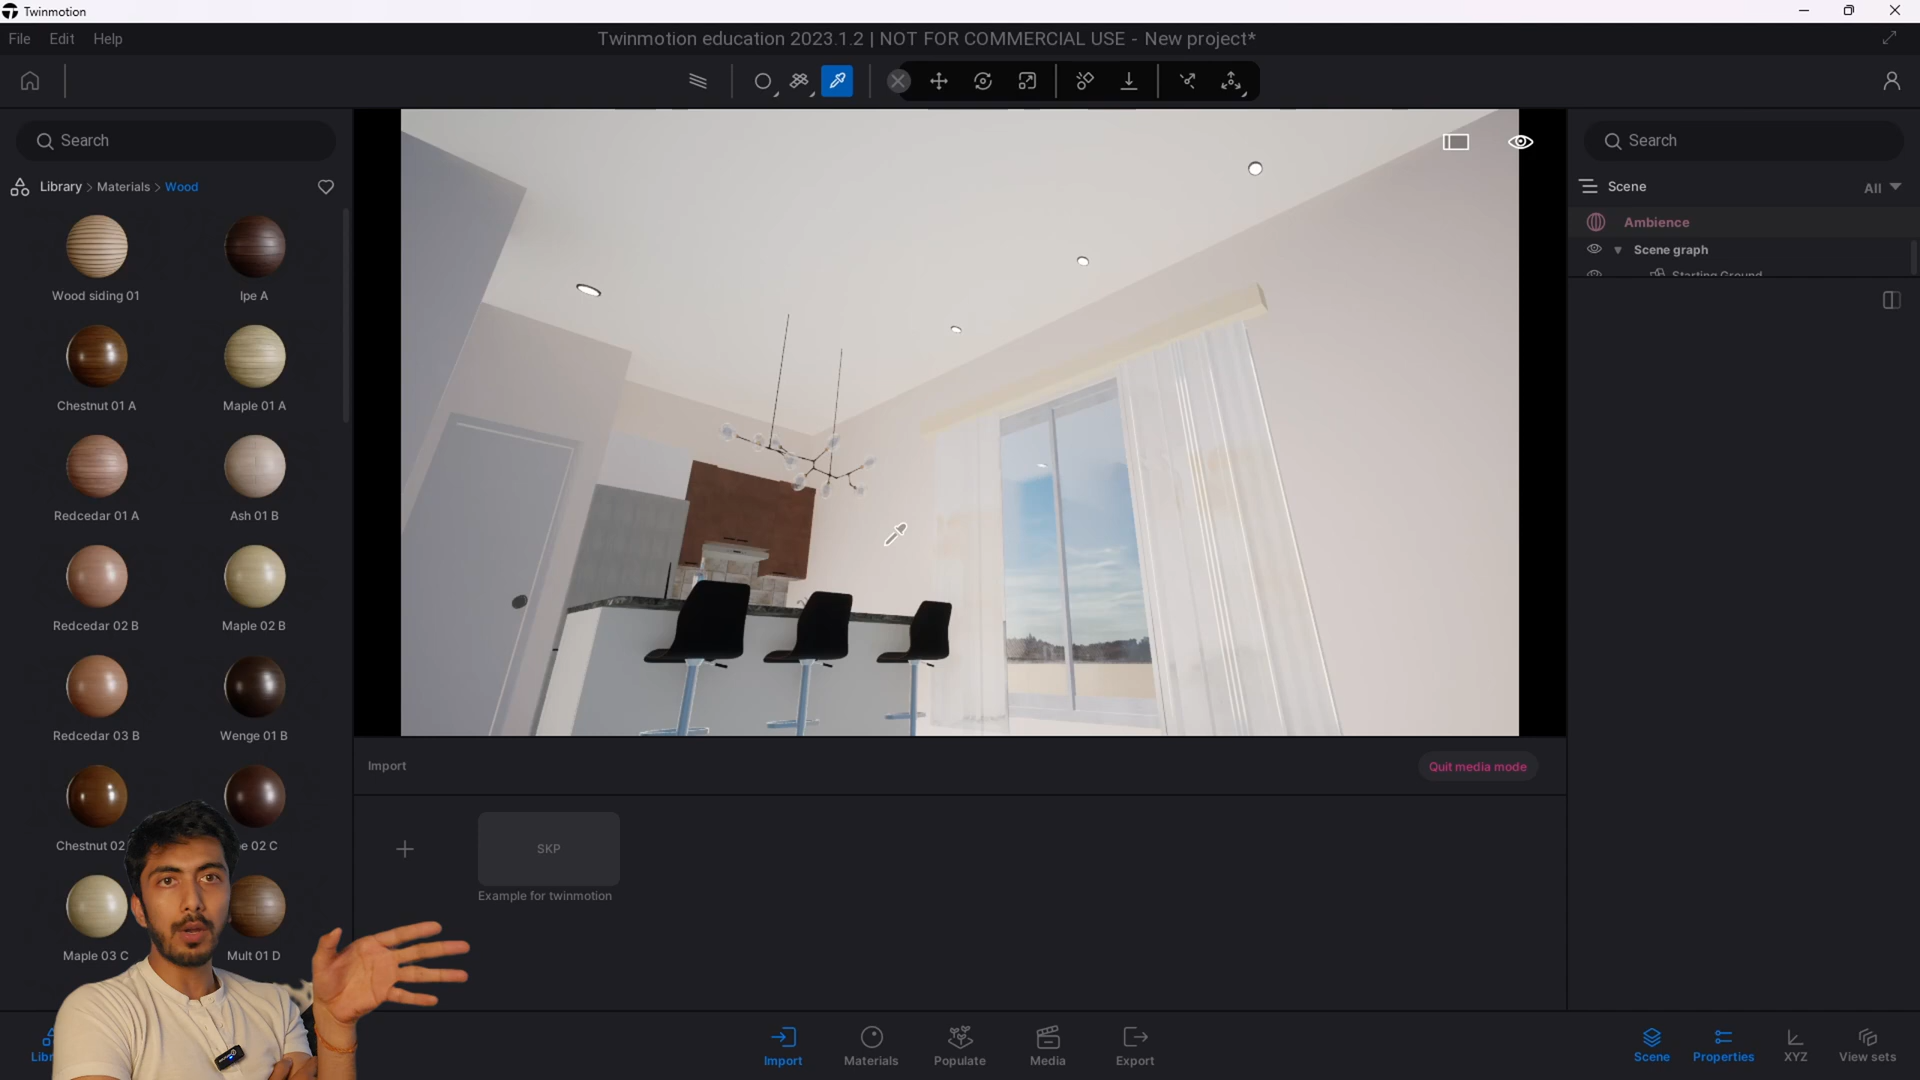 Twinmotion
File Edit Help
Twinmotion education 2023.1.2 | NOT FOR COMMERCIAL USE - New project*
Search
Library > Materials > Wood
Wood siding 01
Ipe A
Chestnut 01 A
Maple 01 A
Redcedar 01 A
Ash 01 B
Redcedar 02 B
Maple 02 B
Redcedar 03 B
Wenge 01 B
Chestnut 02
e 02 C
Maple 03 C
Mult 01 D
Search
Scene
All
Ambience
Scene graph
Starting Ground
Import
Quit media mode
SKP
Example for twinmotion
Import
Materials
Populate
Media
Export
Scene
Properties
XYZ
View sets